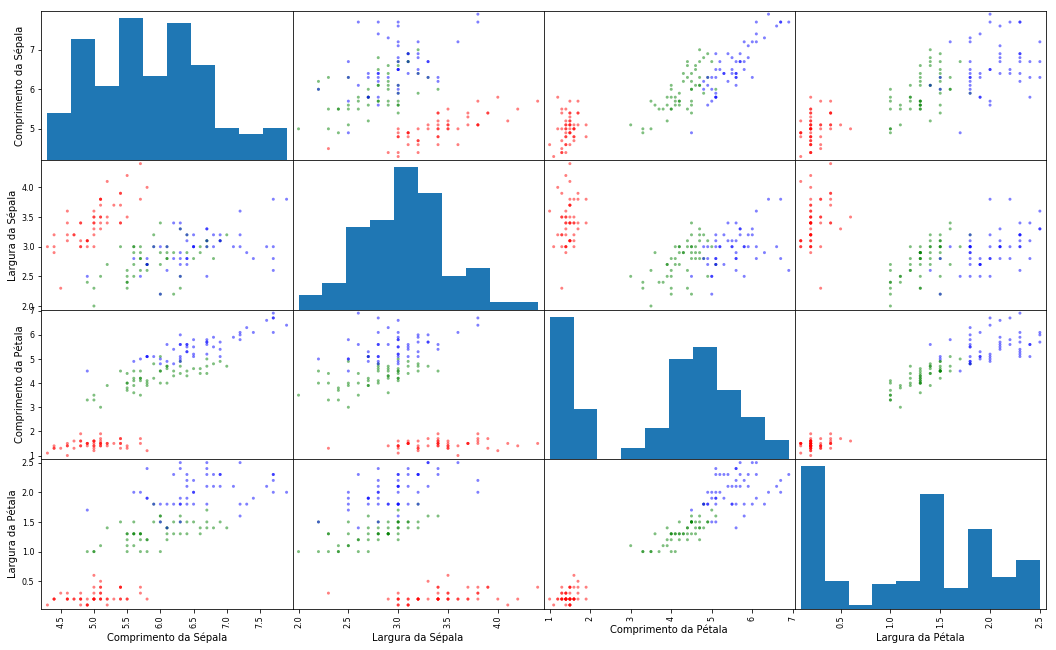 Comprimento da Sépala
7
6
5
Largura da Sépala
4.0
3.5
3.0
2.5
2.0
Comprimento da Pétala
7
6
5
4
3
2
1
Largura da Pétala
2.5
2.0
1.5
1.0
0.5
4.5 5.0 5.5 6.0 6.5 7.0 7.5
2.0 2.5 3.0 3.5 4.0
1 2 3 4 5 6 7
0.5 1.0 1.5 2.0 2.5
Comprimento da Sépala
Largura da Sépala
Comprimento da Pétala
Largura da Pétala